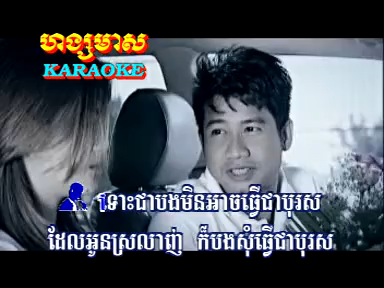 ហង្សមាស
KARAOKE
ទោះជាបងមិនអាចធ្វើជាបុរស
ដែលអូនស្រលាញ់ ក៏បងសុំធ្វើជាបុរស